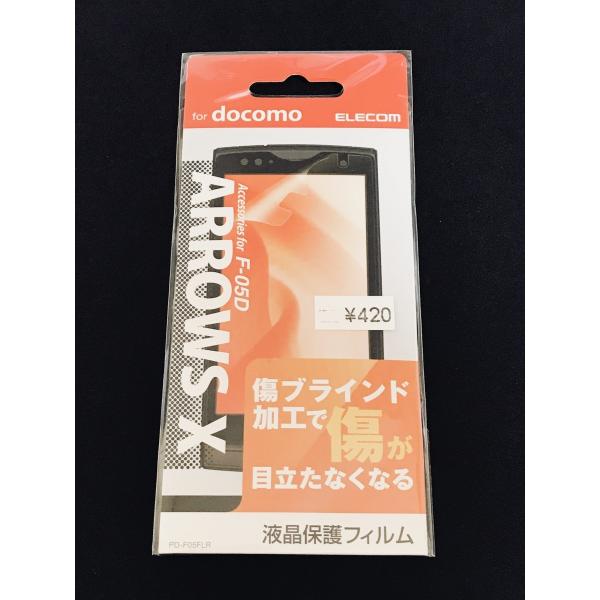 for docomo
ELECOM
Accessories for F-05D
ARROWS X
¥420
傷ブラインド
加工で傷が
目立たなくなる
液晶保護フィルム
PD-F05FLR